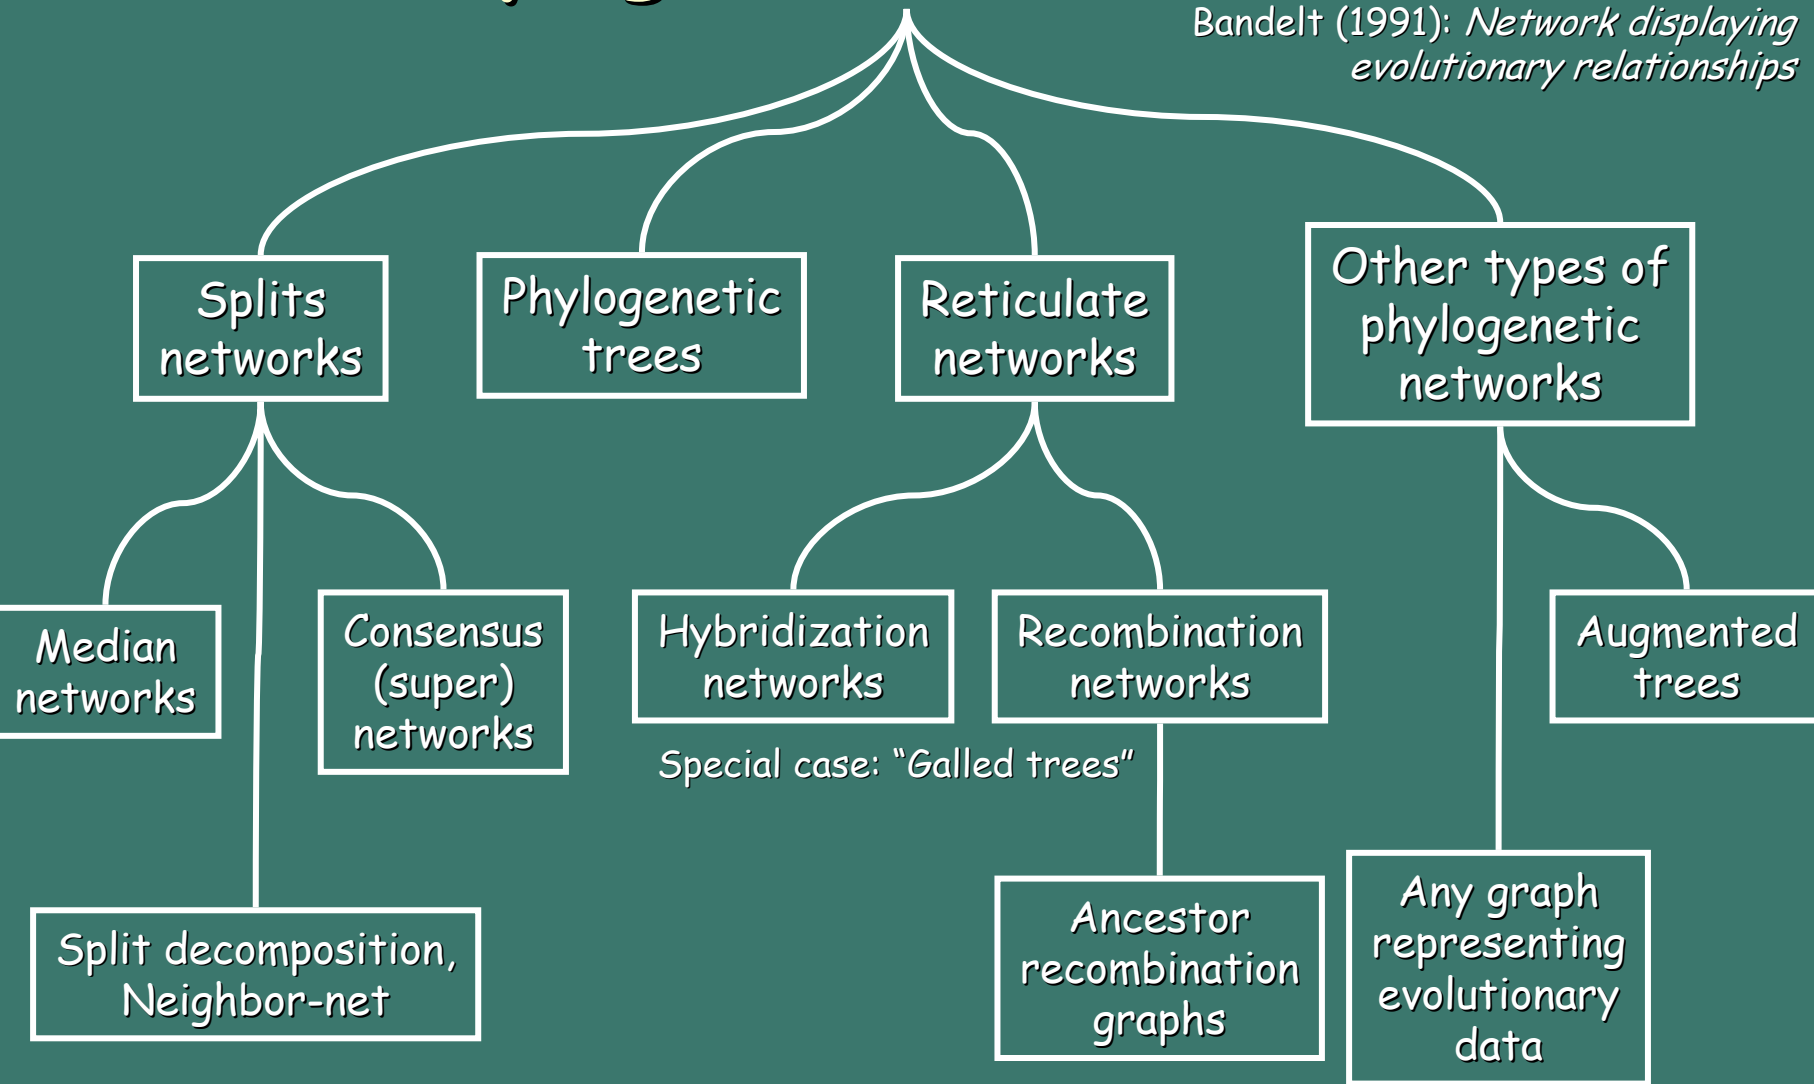 Bandelt (1991): Network displaying
evolutionary relationships
Splits
networks
Phylogenetic
trees
Reticulate
networks
Other types of
phylogenetic
networks
Median
networks
Consensus
(super)
networks
Hybridization
networks
Recombination
networks
Augmented
trees
Special case: “Galled trees”
Split decomposition,
Neighbor-net
Ancestor
recombination
graphs
Any graph
representing
evolutionary
data